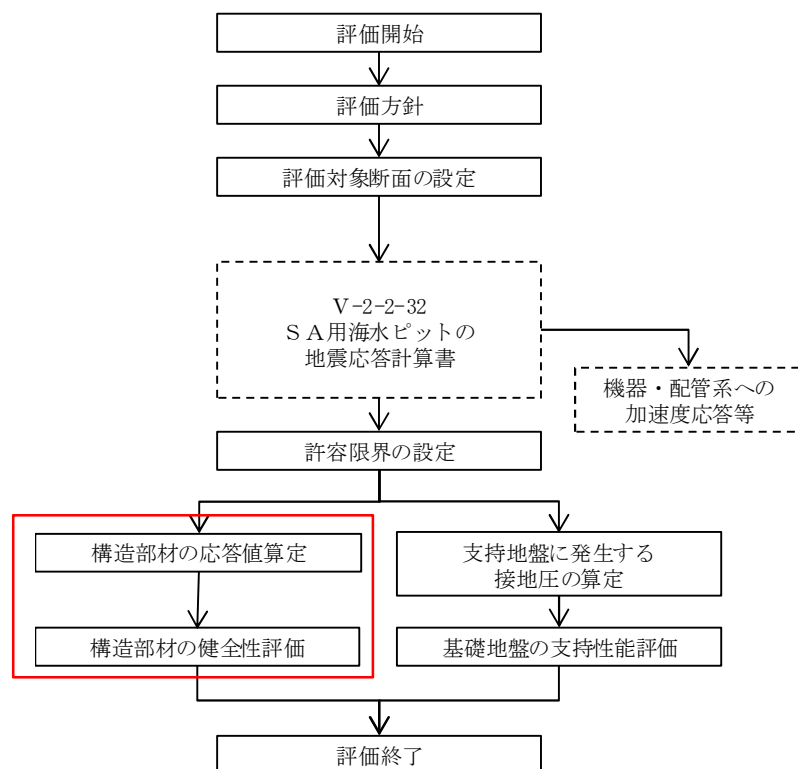 評価開始
評価方針
評価対象断面の設定
Ⅴ-2-2-32
ＳＡ用海水ピットの
地震応答計算書
機器・配管系への
加速度応答等
許容限界の設定
構造部材の応答値算定
支持地盤に発生する
接地圧の算定
構造部材の健全性評価
基礎地盤の支持性能評価
評価終了